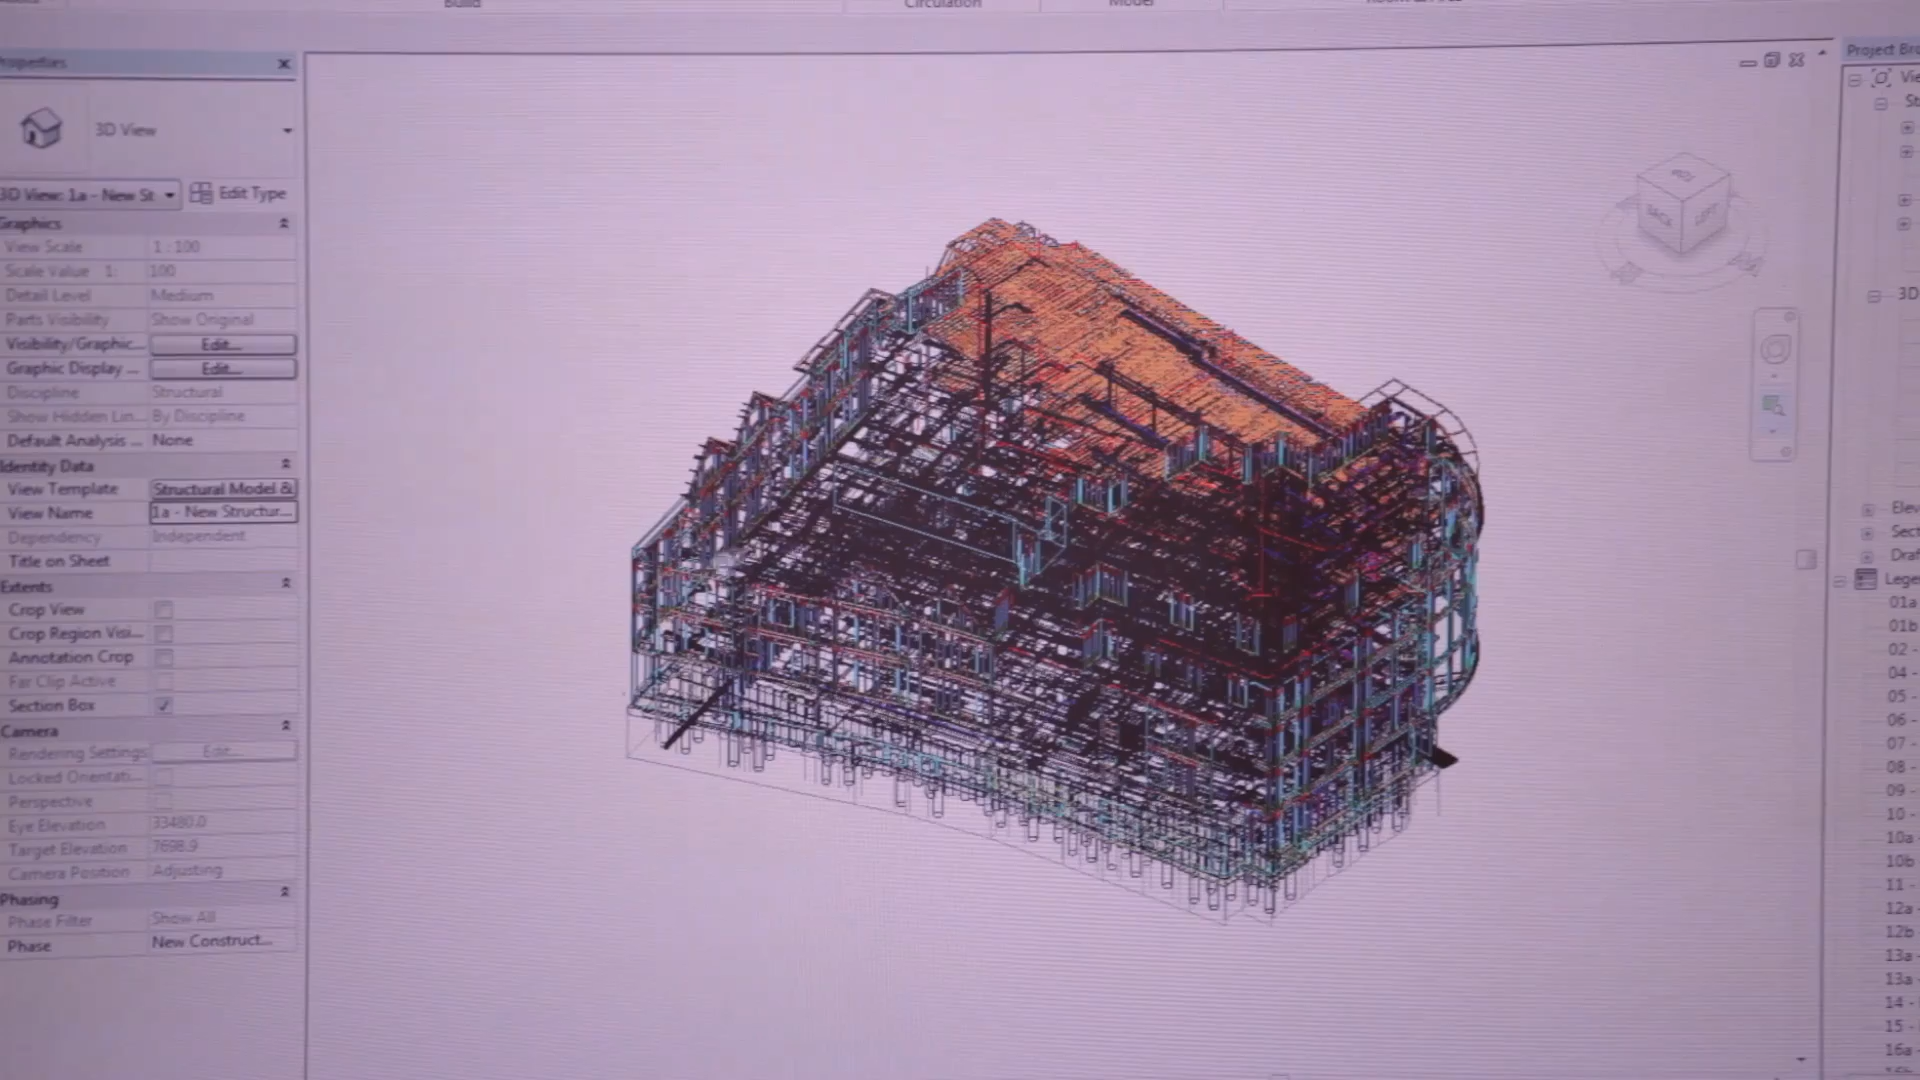 Build
Circulation
Model
Properties
3D View
3D View: 1a - New St
Edit Type
Graphics
View Scale
1 : 100
Scale Value 1:
100
Detail Level
Medium
Parts Visibility
Show Original
Visibility/Graphic...
Edit...
Graphic Display ...
Edit...
Discipline
Structural
Show Hidden Lin...
By Discipline
Default Analysis ...
None
Identity Data
View Template
Structural Model &
View Name
1a - New Structur...
Dependency
Independent
Title on Sheet
Extents
Crop View
Crop Region Visi...
Annotation Crop
Far Clip Active
Section Box
Camera
Rendering Settings
Edit...
Locked Orientati...
Perspective
Eye Elevation
33480.0
Target Elevation
7698.9
Camera Position
Adjusting
Phasing
Phase Filter
Show All
Phase
New Construct...
TOP
BACK
LEFT
Project Bro
Vie
St
3D
Elev
Sect
Draf
Lege
01a
01b
02 -
04 -
05 -
06 -
07 -
08 -
09 -
10 -
10a
10b
11 -
12a
12b
13a
13a
14 -
15 -
16a